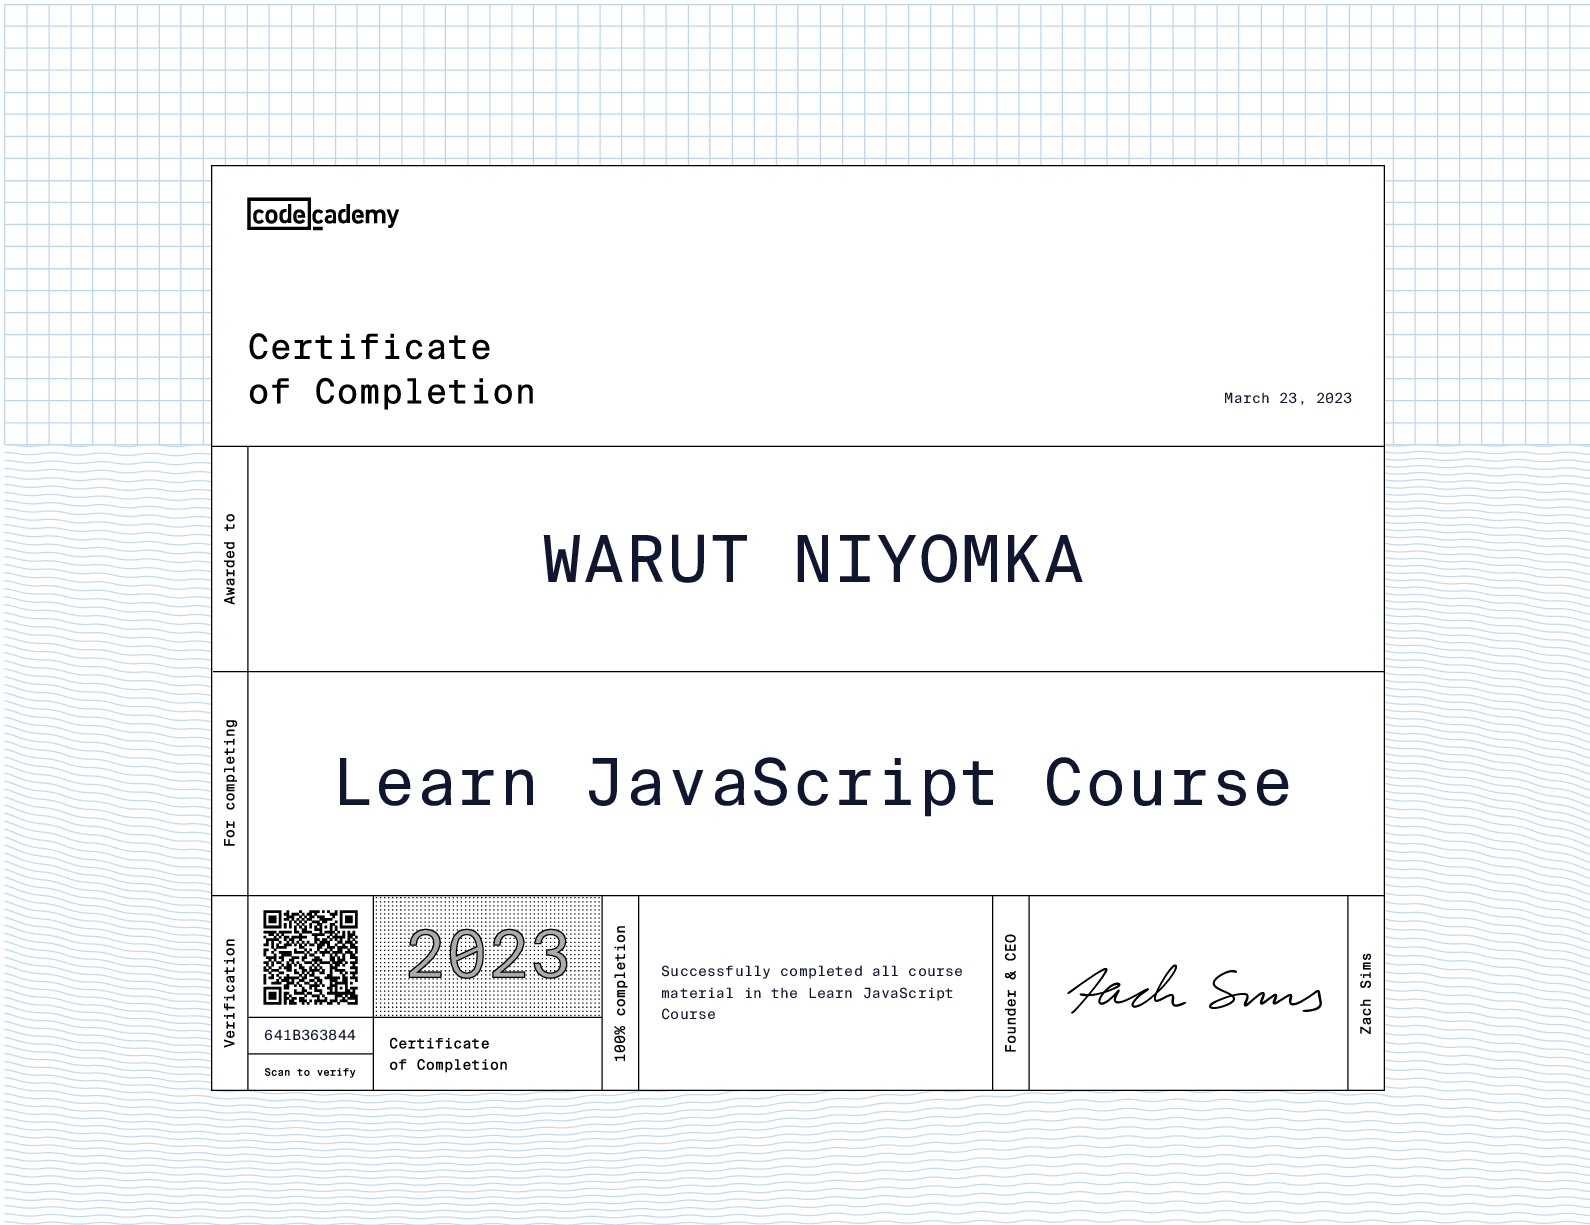 codecademy
Certificate
of Completion
March 23, 2023
Awarded to
WARUT NIYOMKA
For completing
Learn JavaScript Course
Verification
641B363844
Scan to verify
2023
Certificate
of Completion
100% completion
Successfully completed all course
material in the Learn JavaScript
Course
Founder & CEO
Zach Sims
Zach Sims